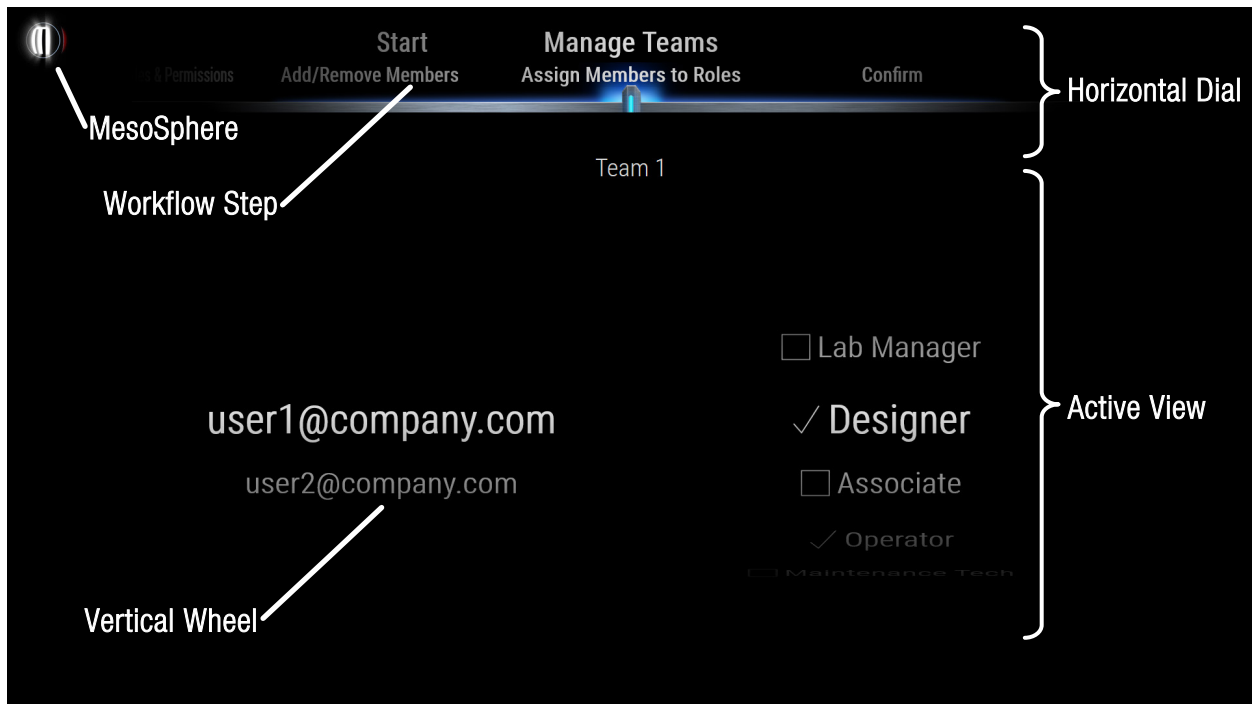 Start
Manage Teams
& Permissions
Add/Remove Members
Assign Members to Roles
Confirm
Horizontal Dial
MesoSphere
Team 1
Workflow Step
Lab Manager
Active View
user1@company.com
Designer
user2@company.com
Associate
Operator
Maintenance Tech
Vertical Wheel